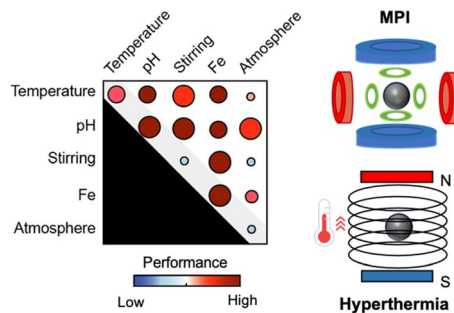 Temperature
pH
Stirring
Fe
Atmosphere
Temperature
pH
Stirring
Fe
Atmosphere
Performance
Low
High
MPI
N
S
Hyperthermia